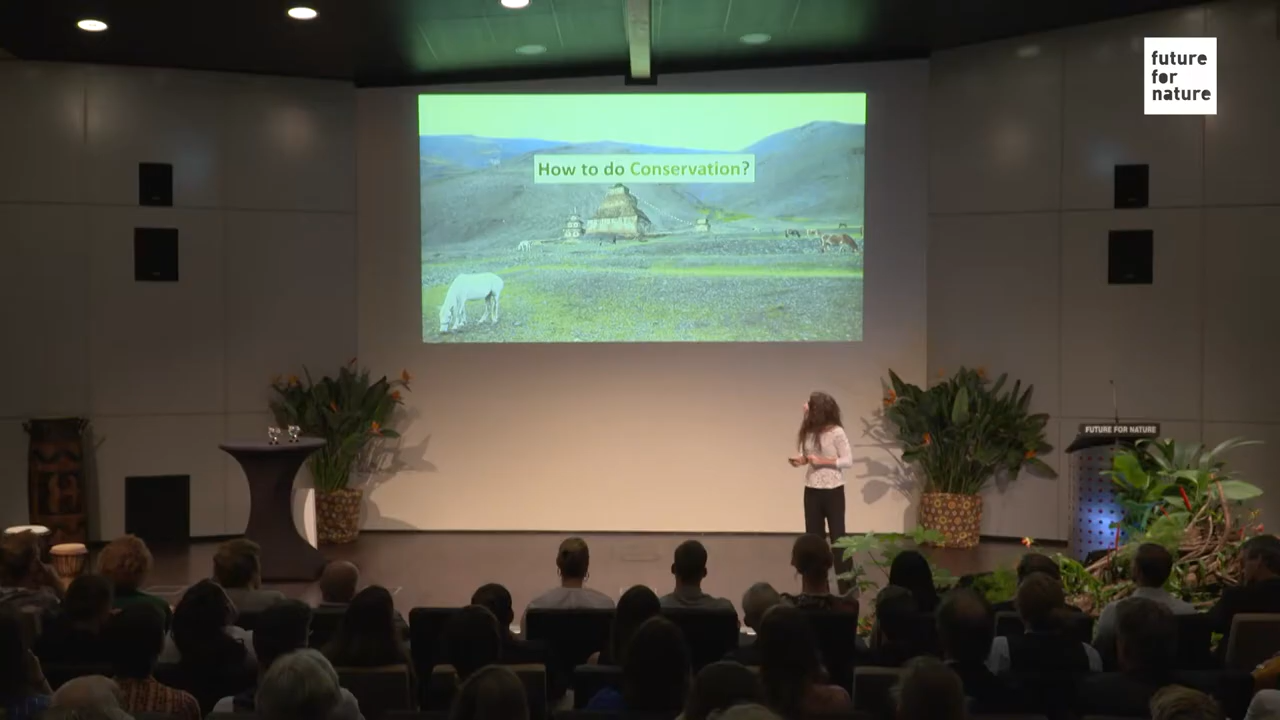 future
for
nature
How to do Conservation?
FUTURE FOR NATURE